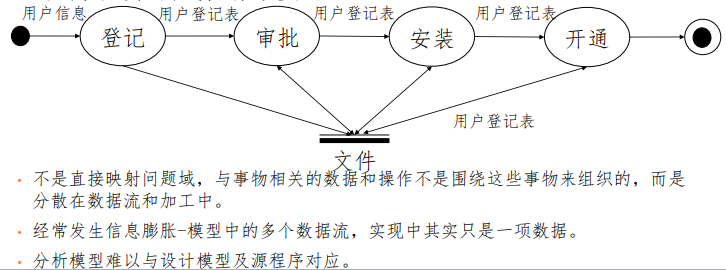 用户信息 用户登记表 用户登记表 用户登记表
登记 审批 安装 开通
用户登记表
文件
• 不是直接映射问题域，与事物相关的数据和操作不是围绕这些事物来组织的，而是
分散在数据流和加工中。
• 经常发生信息膨胀-模型中的多个数据流，实现中其实只是一项数据。
• 分析模型难以与设计模型及源程序对应。